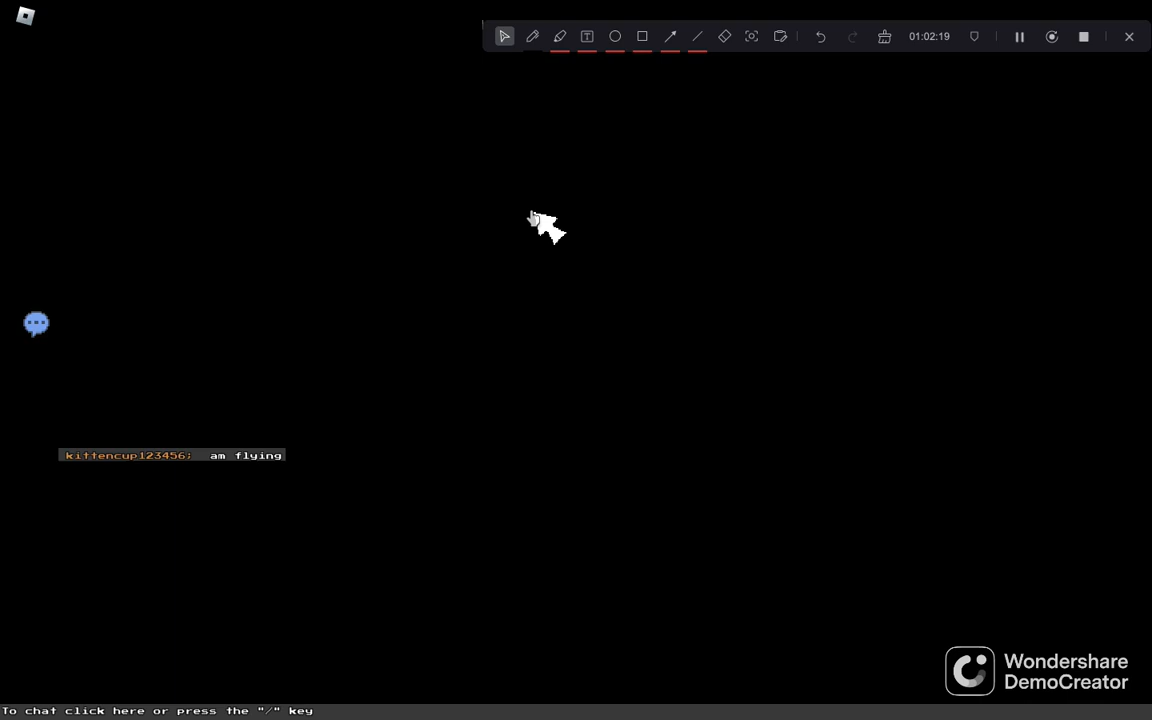 01:02:19
kittencup123456; am flying
Wondershare
DemoCreator
To chat click here or press the "/" key